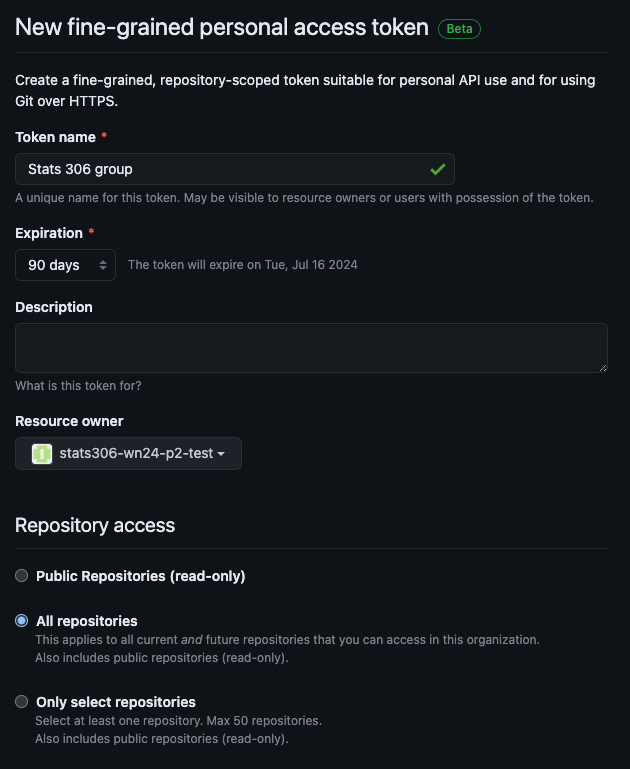 New fine-grained personal access token Beta
Create a fine-grained, repository-scoped token suitable for personal API use and for using
Git over HTTPS.
Token name *
Stats 306 group
A unique name for this token. May be visible to resource owners or users with possession of the token.
Expiration *
90 days The token will expire on Tue, Jul 16 2024
Description
What is this token for?
Resource owner
stats306-wn24-p2-test
Repository access
Public Repositories (read-only)
All repositories
This applies to all current and future repositories that you can access in this organization.
Also includes public repositories (read-only).
Only select repositories
Select at least one repository. Max 50 repositories.
Also includes public repositories (read-only).